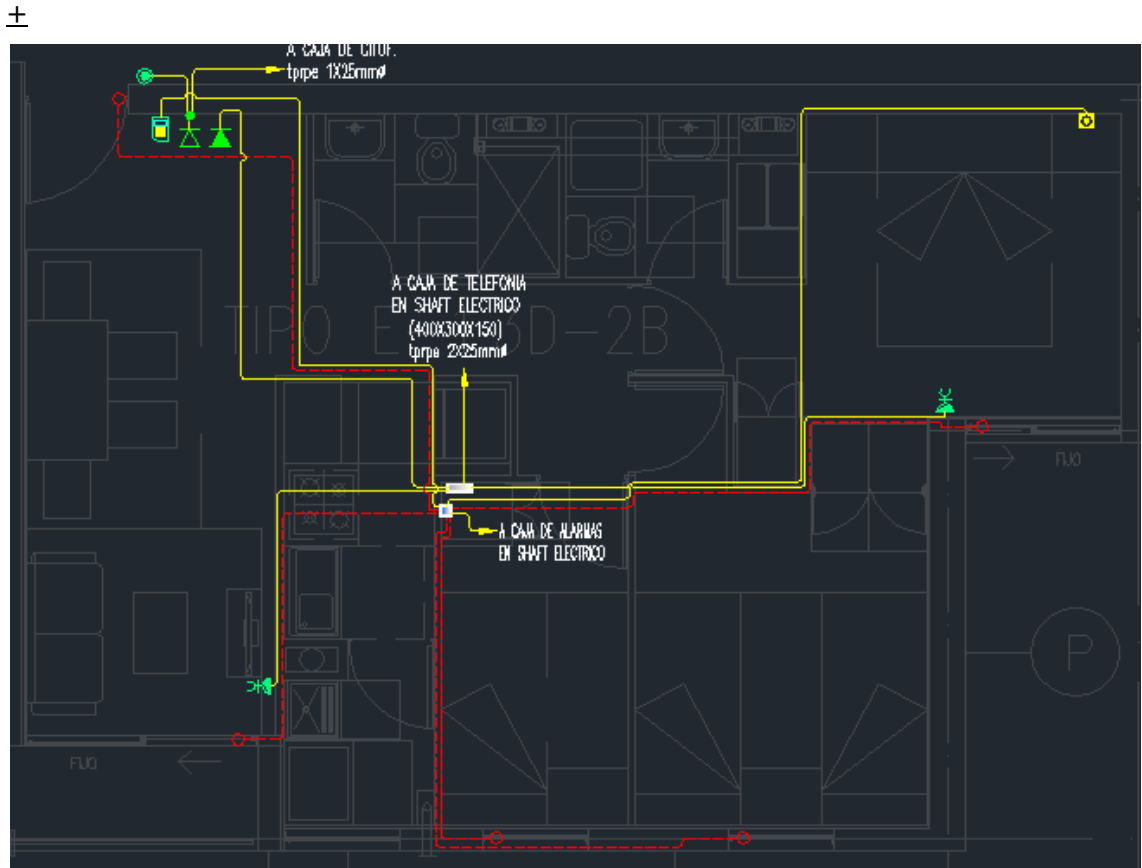 ±
A CAJA DE CITOF.
tprpe 1X25mmø
A CAJA DE TELEFONIA
EN SHAFT ELECTRICO
(400X300X150)
tprpe 2X25mmø
TIPO D-2B
A CAJA DE ALARMAS
EN SHAFT ELECTRICO
FIJO
P
FIJO